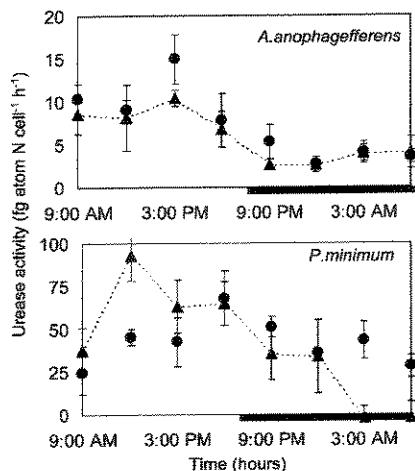 20
A.anophagefferens
15
10
5
0
9:00 AM 3:00 PM 9:00 PM 3:00 AM
Urease activity (fg atom N cell⁻¹ h⁻¹)
100
P.minimum
75
50
25
0
9:00 AM 3:00 PM 9:00 PM 3:00 AM
Time (hours)